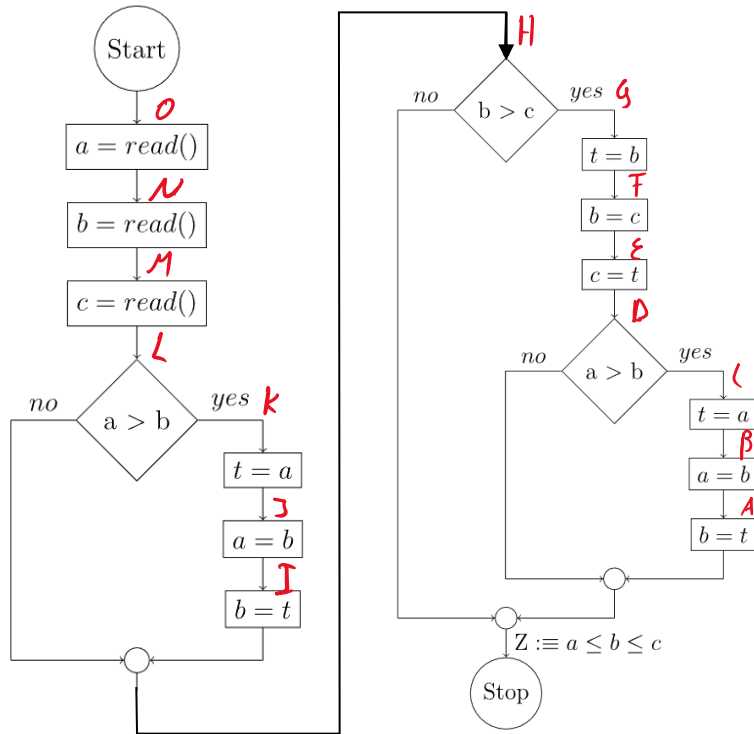 Start
O
a = read()
N
b = read()
M
c = read()
L
no
a > b
yes
K
t = a
J
a = b
I
b = t
H
no
b > c
yes
G
t = b
F
b = c
E
c = t
D
no
a > b
yes
C
t = a
B
a = b
A
b = t
Z :≡ a ≤ b ≤ c
Stop